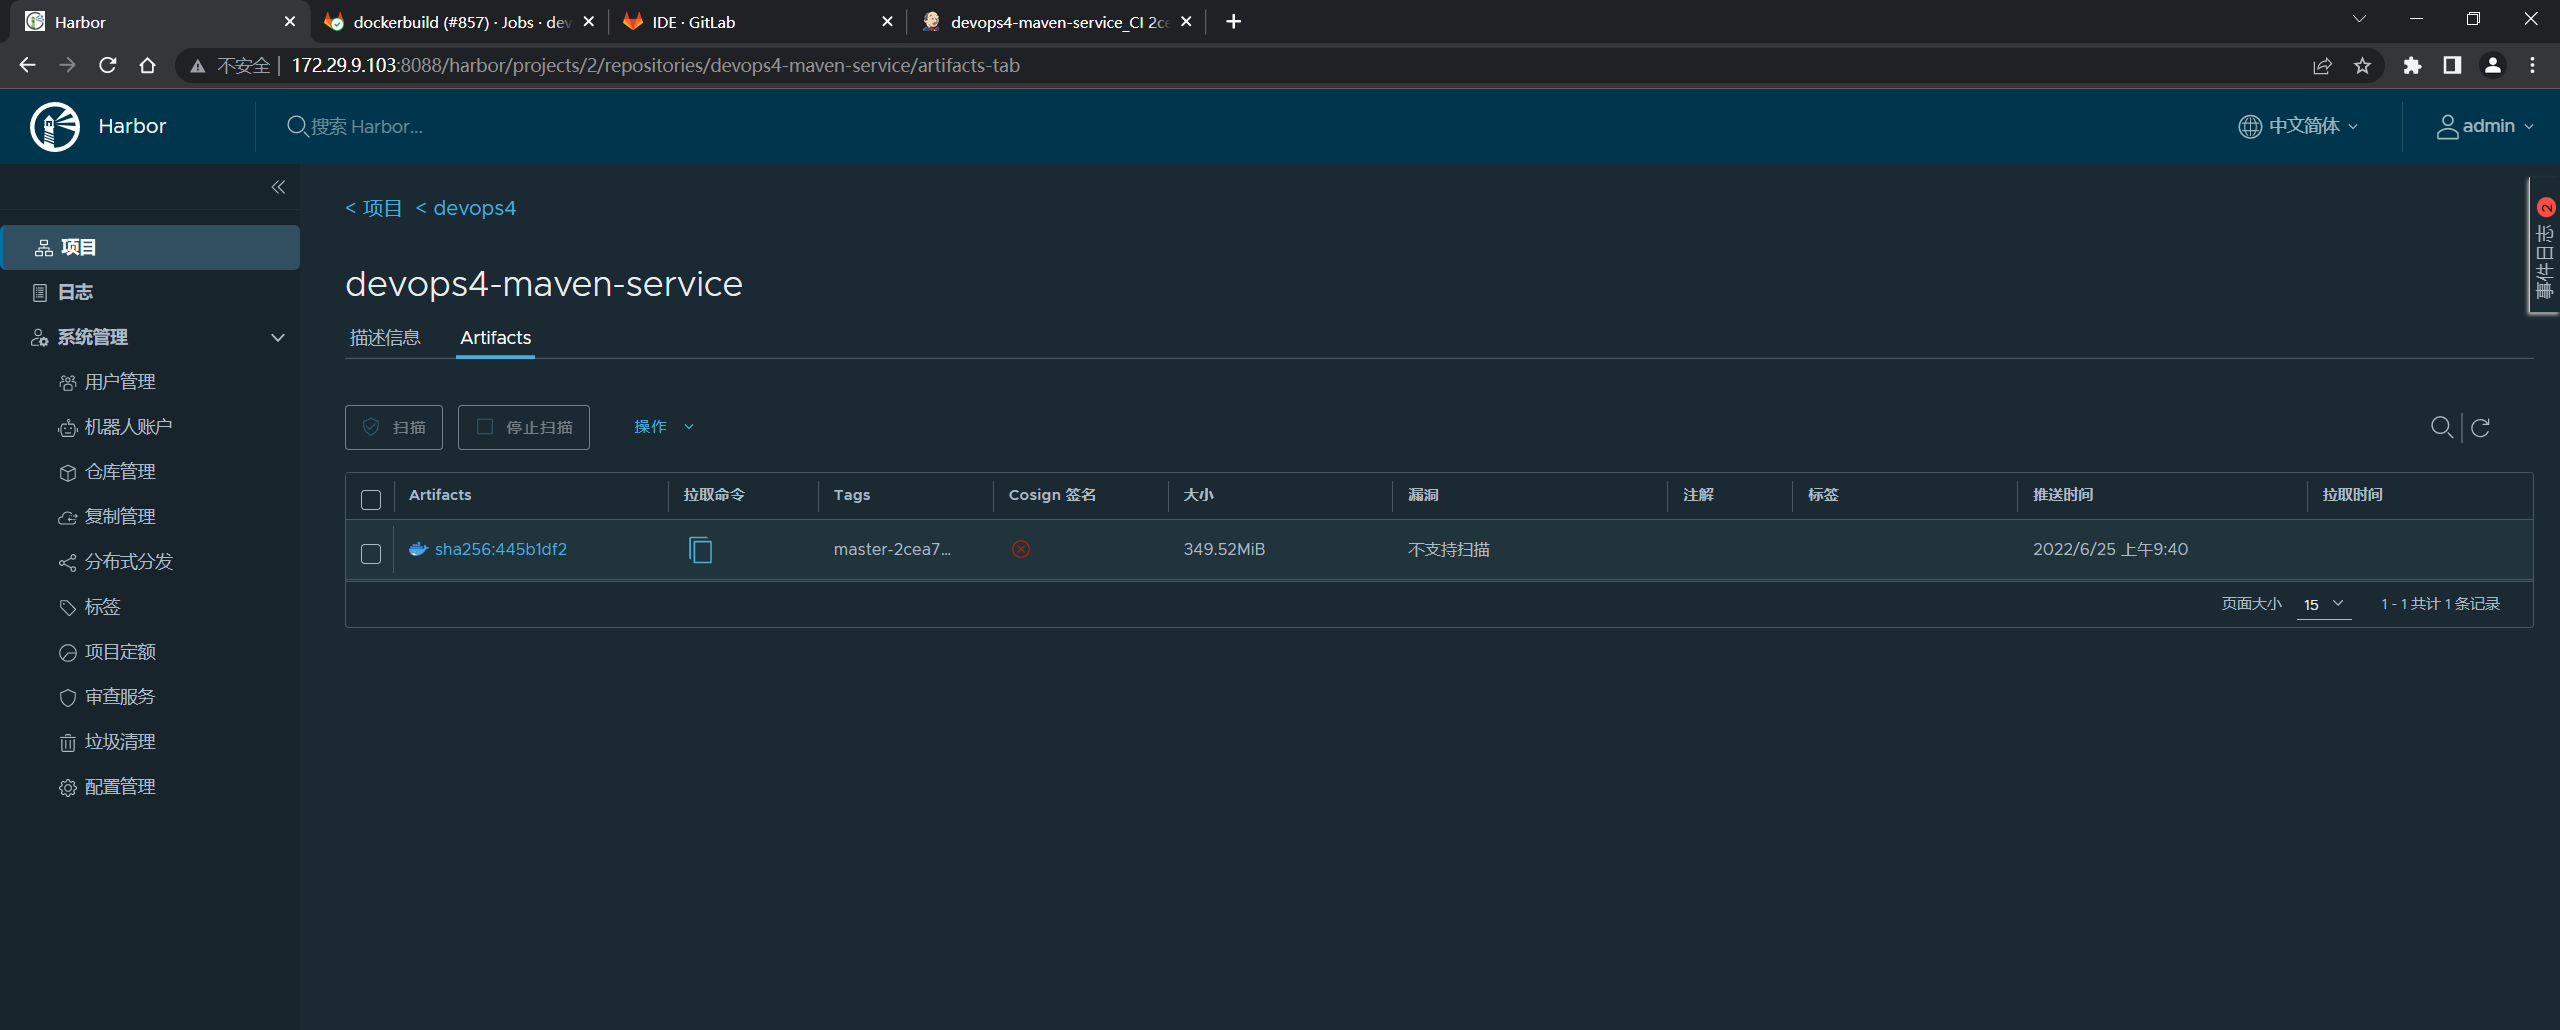 Harbor
dockerbuild (#857) · Jobs · dev
IDE · GitLab
devops4-maven-service_CI 2ce
不安全
172.29.9.103:8088/harbor/projects/2/repositories/devops4-maven-service/artifacts-tab
Harbor
搜索 Harbor...
中文简体
admin
项目
日志
系统管理
用户管理
机器人账户
仓库管理
复制管理
分布式分发
标签
项目定额
审查服务
垃圾清理
配置管理
< 项目 < devops4
devops4-maven-service
描述信息 Artifacts
扫描 停止扫描 操作
Artifacts 拉取命令 Tags Cosign 签名 大小 漏洞 注解 标签 推送时间 拉取时间
sha256:445b1df2 master-2cea7... 349.52MiB 不支持扫描 2022/6/25 上午9:40
页面大小 15 1 - 1 共计 1 条记录
事件日志 2